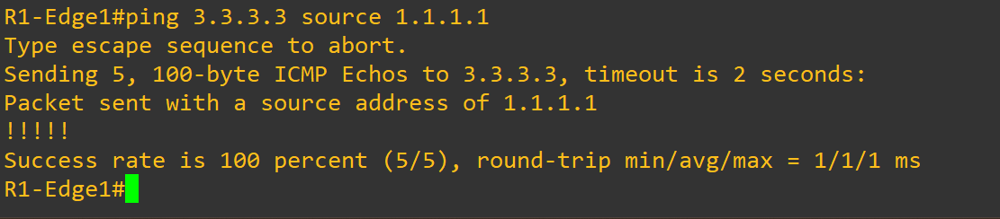 R1-Edge1#ping 3.3.3.3 source 1.1.1.1
Type escape sequence to abort.
Sending 5, 100-byte ICMP Echos to 3.3.3.3, timeout is 2 seconds:
Packet sent with a source address of 1.1.1.1
!!!!!
Success rate is 100 percent (5/5), round-trip min/avg/max = 1/1/1 ms
R1-Edge1#